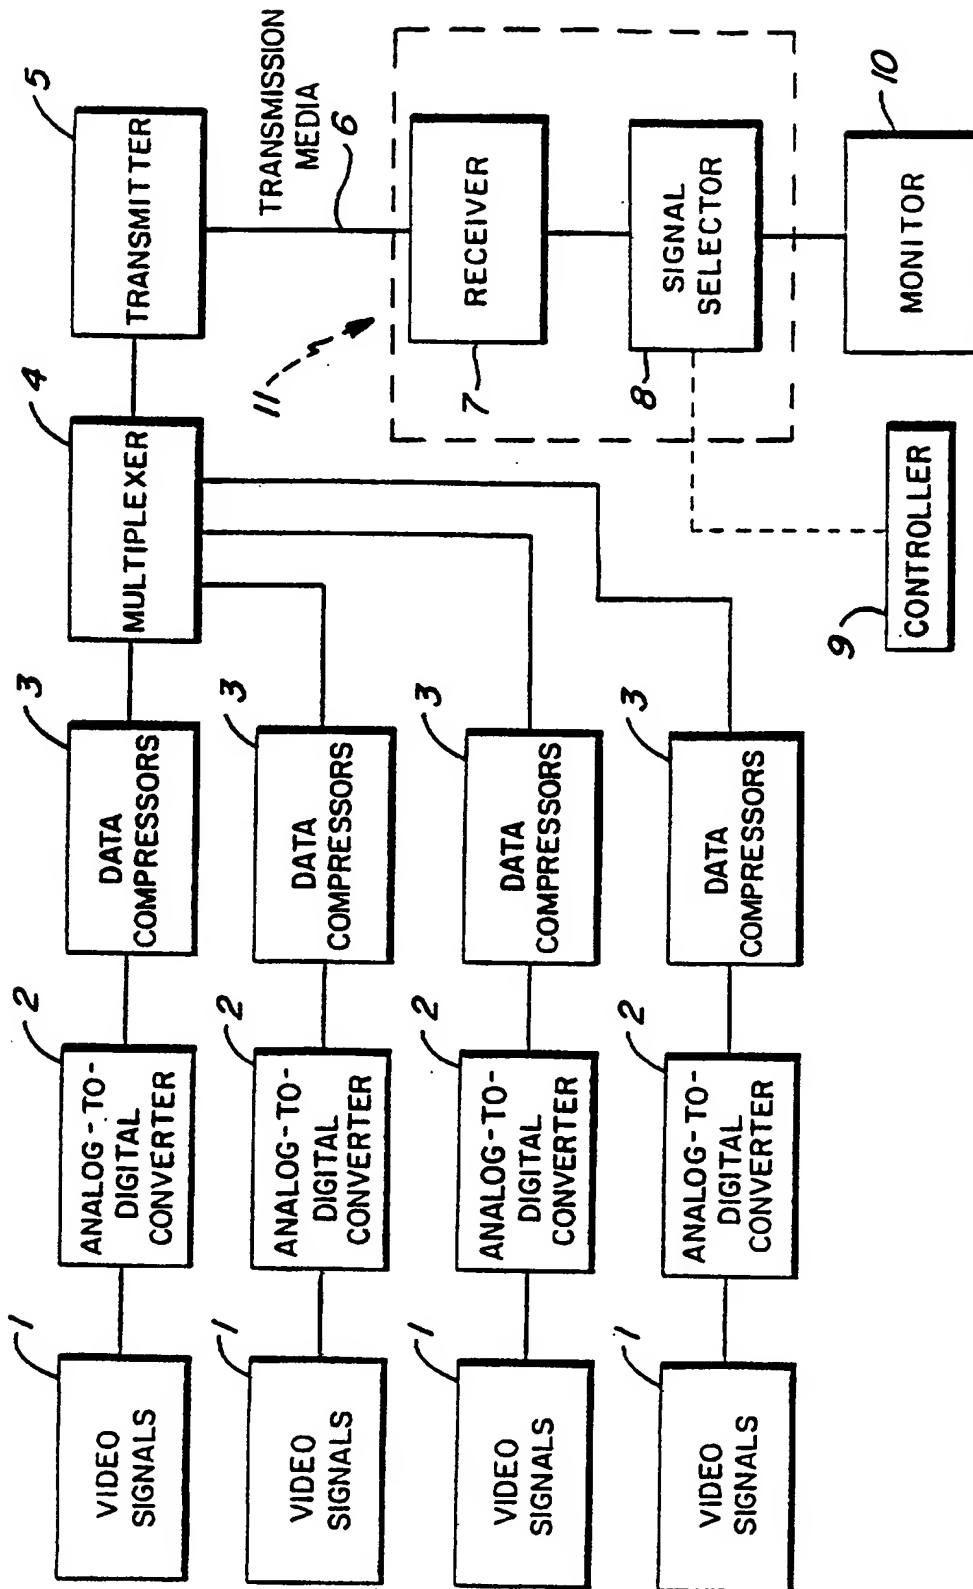 1
VIDEO
SIGNALS
2
ANALOG-TO-
DIGITAL
CONVERTER
3
DATA
COMPRESSORS
4
MULTIPLEXER
5
TRANSMITTER
1
VIDEO
SIGNALS
2
ANALOG-TO-
DIGITAL
CONVERTER
3
DATA
COMPRESSORS
TRANSMISSION
MEDIA
6
1
VIDEO
SIGNALS
2
ANALOG-TO-
DIGITAL
CONVERTER
3
DATA
COMPRESSORS
11
7
RECEIVER
1
VIDEO
SIGNALS
2
ANALOG-TO-
DIGITAL
CONVERTER
3
DATA
COMPRESSORS
8
SIGNAL
SELECTOR
9
CONTROLLER
10
MONITOR